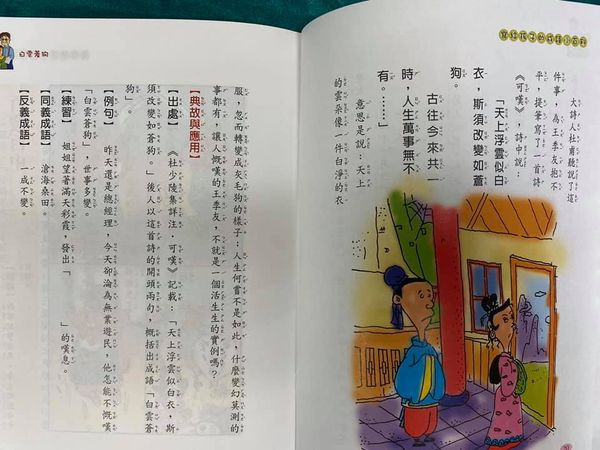 寫給孩子的成語小百科
大詩人杜甫聽說了這
件事，為王季友抱不
平，提筆寫了一首詩
《可嘆》，詩中說：
「天上浮雲似白
衣，斯須改變如蒼
狗。
古往今來共一
時，人生萬事無不
有。……」
意思是說：天上
的雲朵像一件白淨的衣
服，忽而轉變成灰毛狗的樣子；人生何嘗不是如此，什麼變幻莫測的
事都有，讓人慨嘆的王季友，不就是一個活生生的實例嗎？
【典故與應用】
【出處】《杜少陵集詳注．可嘆》記載：「天上浮雲似白衣，斯
須改變如蒼狗。」後人以這首詩的開頭兩句，概括出成語「白雲蒼
狗」。
【例句】昨天還是總經理，今天卻淪為無業遊民，他怎能不慨嘆
「白雲蒼狗」，世事多變。
【練習】姐姐望著滿天彩霞，發出「　　　　」的嘆息。
【同義成語】滄海桑田。
【反義成語】一成不變。
白雲蒼狗